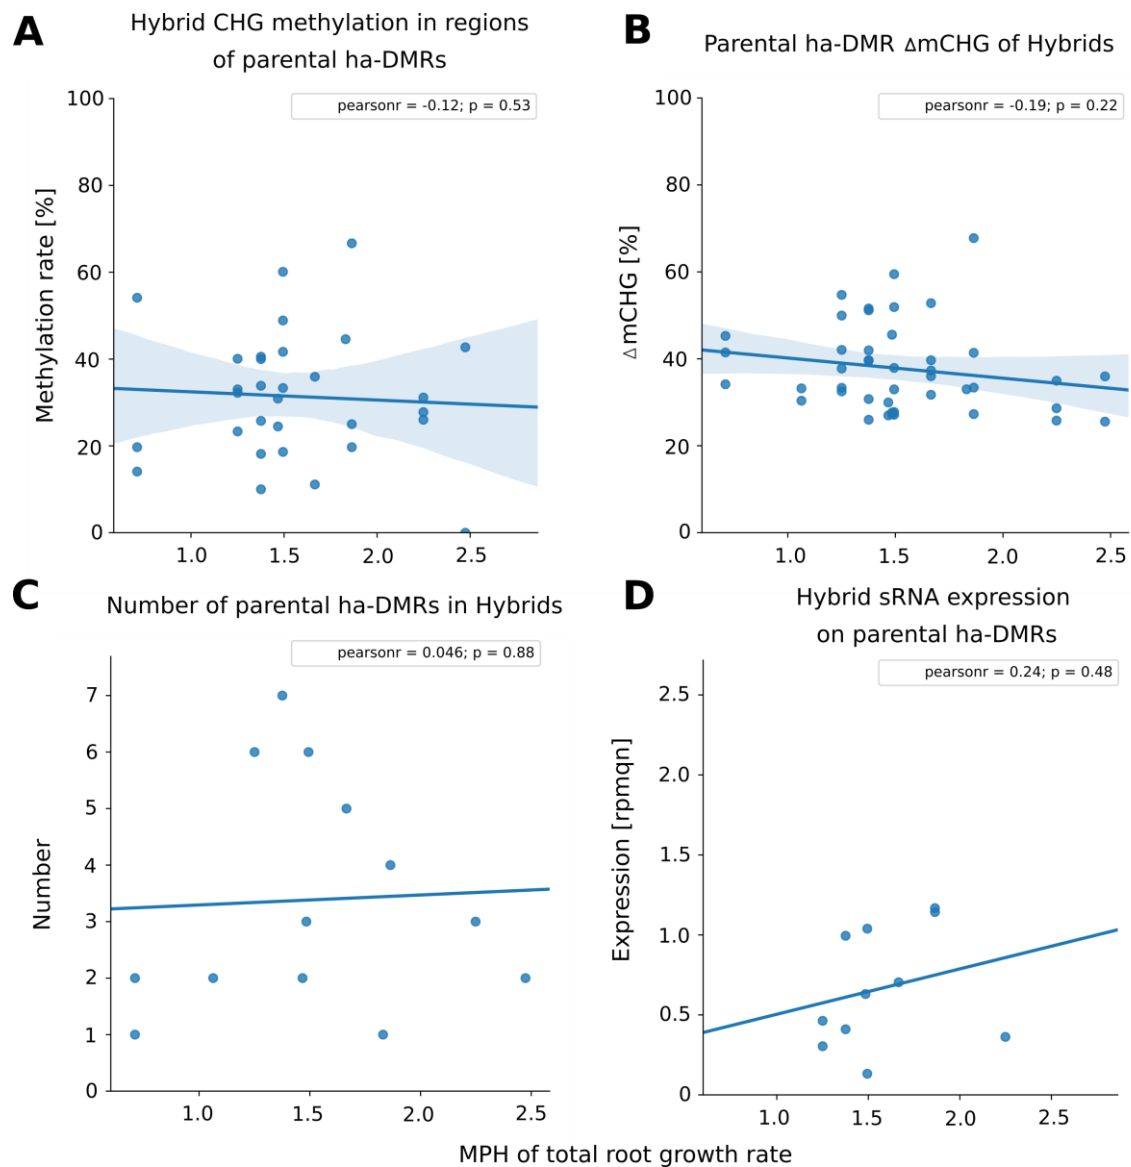 A
Hybrid CHG methylation in regions
of parental ha-DMRs
pearsonr = -0.12; p = 0.53
Methylation rate [%]
100
80
60
40
20
0
1.0 1.5 2.0 2.5
B
Parental ha-DMR ΔmCHG of Hybrids
pearsonr = -0.19; p = 0.22
ΔmCHG [%]
100
80
60
40
20
0
1.0 1.5 2.0 2.5
C
Number of parental ha-DMRs in Hybrids
pearsonr = 0.046; p = 0.88
Number
7
6
5
4
3
2
1
0
1.0 1.5 2.0 2.5
D
Hybrid sRNA expression
on parental ha-DMRs
pearsonr = 0.24; p = 0.48
Expression [rpmqn]
2.5
2.0
1.5
1.0
0.5
0
1.0 1.5 2.0 2.5
MPH of total root growth rate